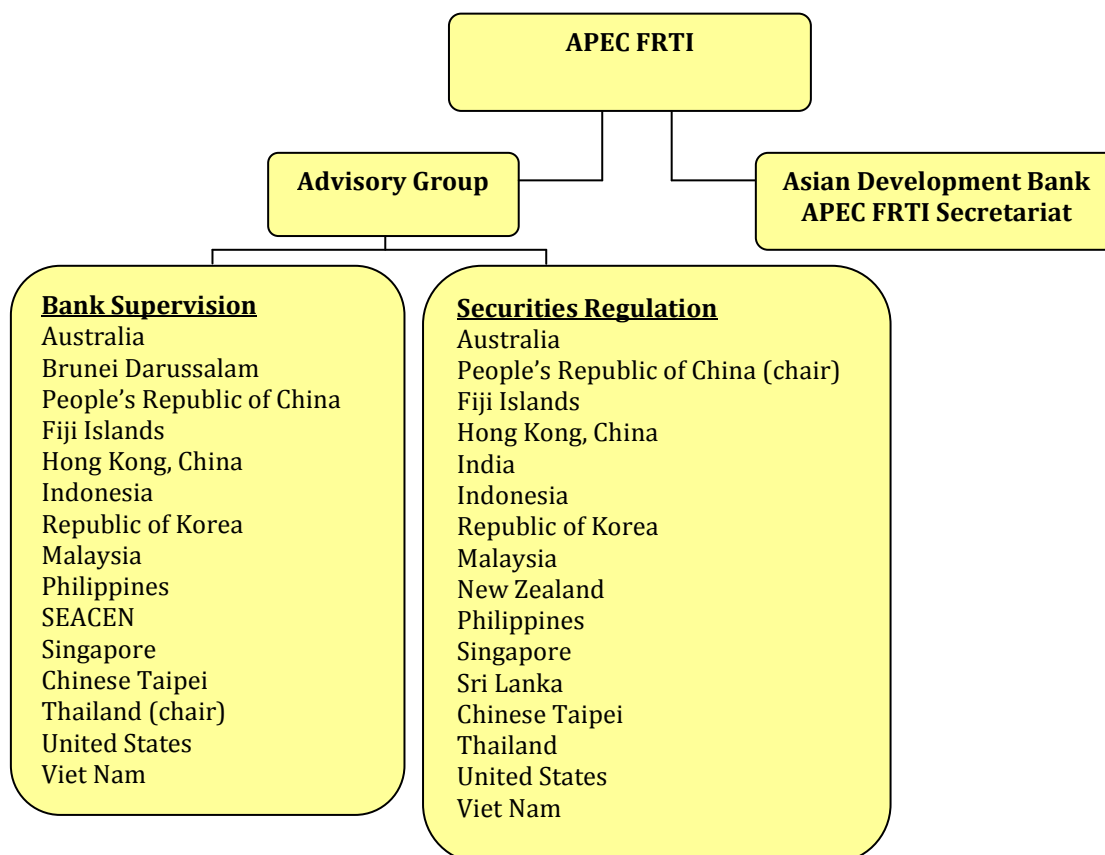 APEC FRTI
Advisory Group
Asian Development Bank
APEC FRTI Secretariat
Bank Supervision
Australia
Brunei Darussalam
People’s Republic of China
Fiji Islands
Hong Kong, China
Indonesia
Republic of Korea
Malaysia
Philippines
SEACEN
Singapore
Chinese Taipei
Thailand (chair)
United States
Viet Nam
Securities Regulation
Australia
People’s Republic of China (chair)
Fiji Islands
Hong Kong, China
India
Indonesia
Republic of Korea
Malaysia
New Zealand
Philippines
Singapore
Sri Lanka
Chinese Taipei
Thailand
United States
Viet Nam